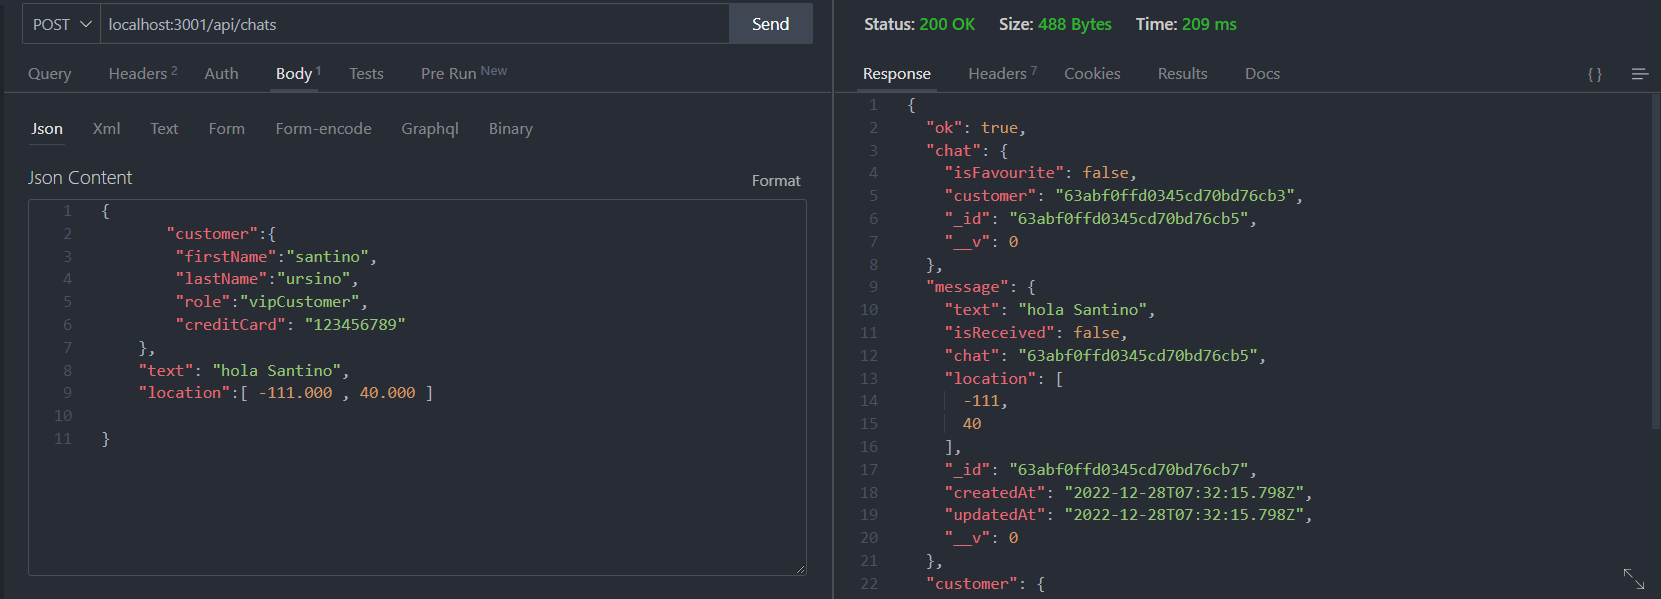 POST localhost:3001/api/chats Send
Query Headers 2 Auth Body 1 Tests Pre Run New
Json Xml Text Form Form-encode Graphql Binary
Json Content Format
1 {
2 "customer":{
3 "firstName":"santino",
4 "lastName":"ursino",
5 "role":"vipCustomer",
6 "creditCard": "123456789"
7 },
8 "text": "hola Santino",
9 "location":[ -111.000 , 40.000 ]
10
11 }
Status: 200 OK Size: 488 Bytes Time: 209 ms
Response Headers 7 Cookies Results Docs { }
1 {
2 "ok": true,
3 "chat": {
4 "isFavourite": false,
5 "customer": "63abf0ffd0345cd70bd76cb3",
6 "_id": "63abf0ffd0345cd70bd76cb5",
7 "__v": 0
8 },
9 "message": {
10 "text": "hola Santino",
11 "isReceived": false,
12 "chat": "63abf0ffd0345cd70bd76cb5",
13 "location": [
14 -111,
15 40
16 ],
17 "_id": "63abf0ffd0345cd70bd76cb7",
18 "createdAt": "2022-12-28T07:32:15.798Z",
19 "updatedAt": "2022-12-28T07:32:15.798Z",
20 "__v": 0
21 },
22 "customer": {